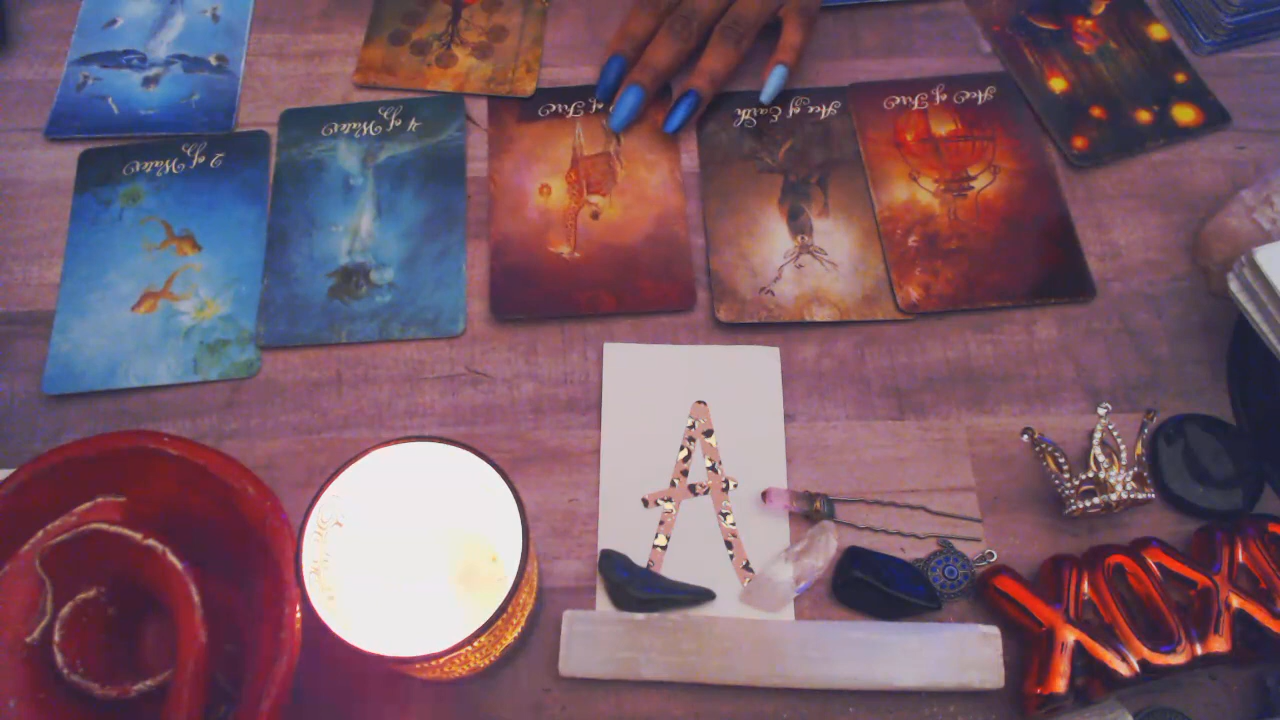 2 of Water
4 of Water
of Fire
Ace of Earth
Ace of Fire
A
XOXO